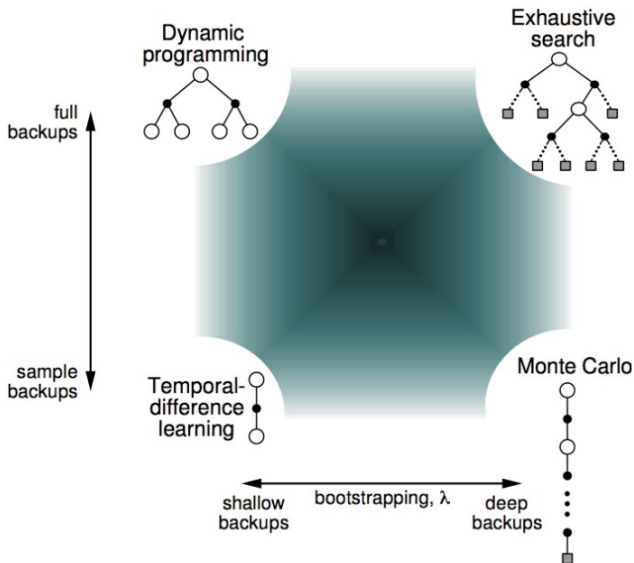 Dynamic
programming
Exhaustive
search
full
backups
sample
backups
Temporal-
difference
learning
Monte Carlo
shallow
backups
bootstrapping, λ
deep
backups